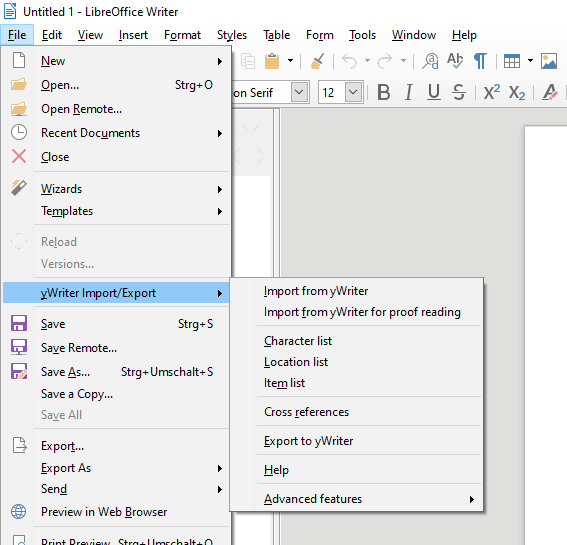 Untitled 1 - LibreOffice Writer
File Edit View Insert Format Styles Table Form Tools Window Help
New
Open... Strg+O
Open Remote...
Recent Documents
Close
Wizards
Templates
Reload
Versions...
yWriter Import/Export
Save Strg+S
Save Remote...
Save As... Strg+Umschalt+S
Save a Copy...
Save All
Export...
Export As
Send
Preview in Web Browser
Print Preview Strg+Umschalt+O
on Serif 12 B I U S X² X₂ A
Import from yWriter
Import from yWriter for proof reading
Character list
Location list
Item list
Cross references
Export to yWriter
Help
Advanced features